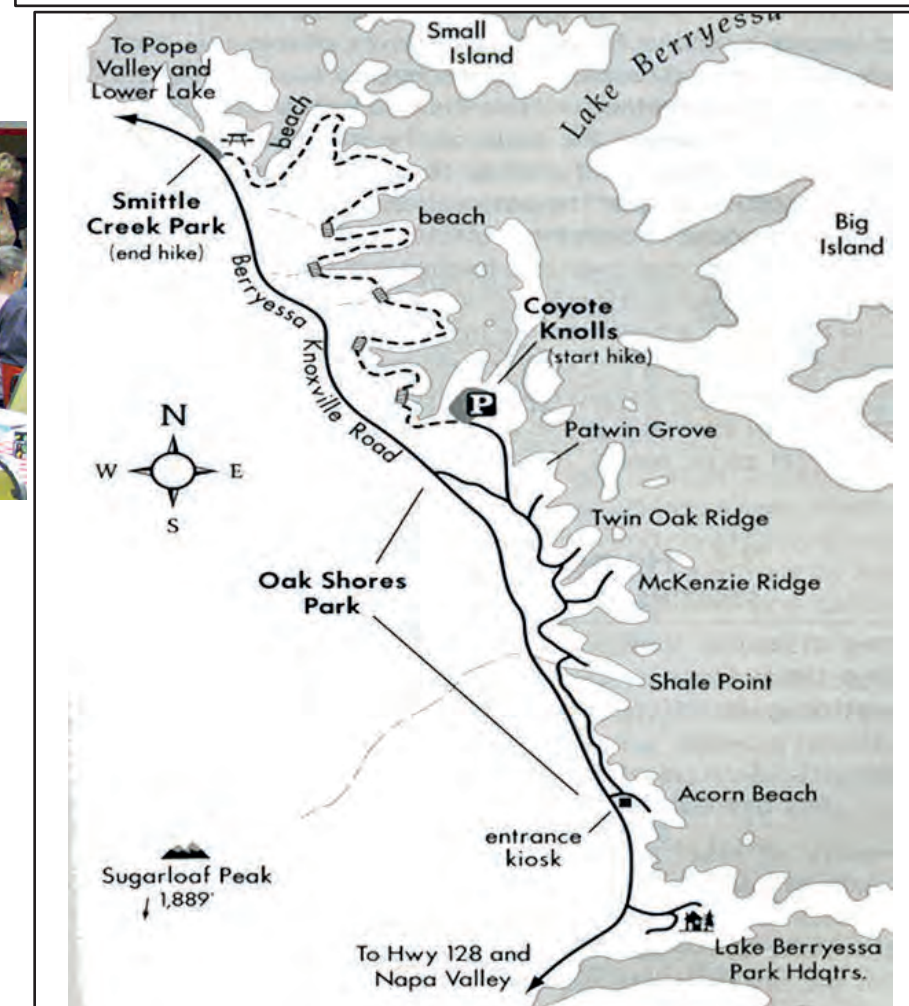 Lake Berryessa
Small
Island
To Pope
Valley and
Lower Lake
beach
Smittle
Creek Park
(end hike)
beach
Big
Island
Berryessa Knoxville Road
Coyote
Knolls
(start hike)
P
N
W
E
S
Patwin Grove
Twin Oak Ridge
Oak Shores
Park
McKenzie Ridge
Shale Point
Acorn Beach
entrance
kiosk
Sugarloaf Peak
1,889'
To Hwy 128 and
Napa Valley
Lake Berryessa
Park Hdqtrs.